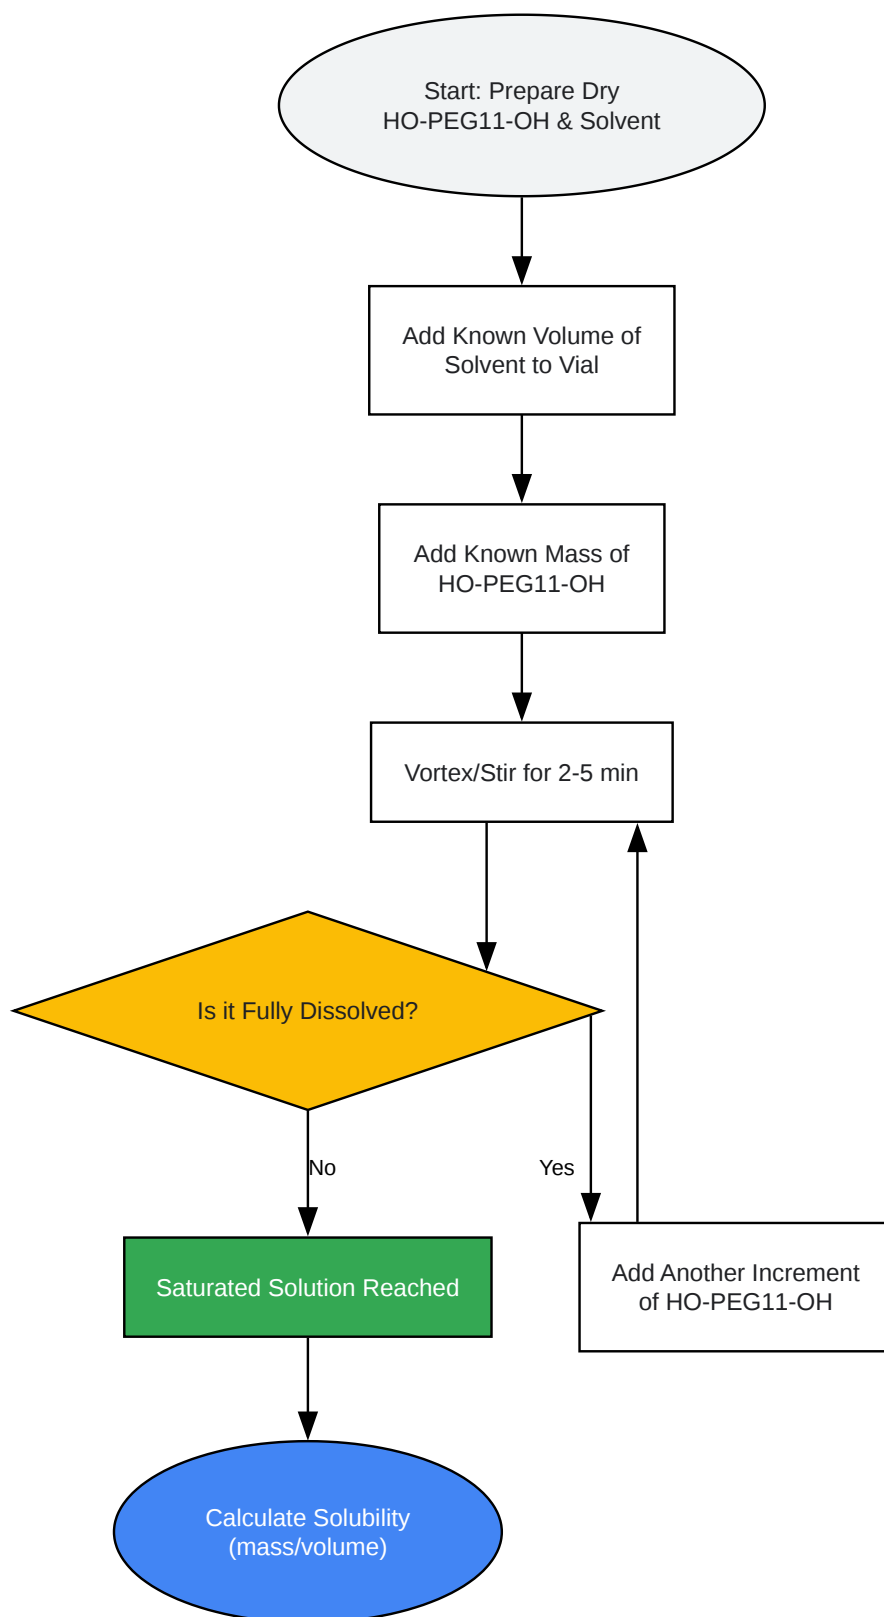 Start: Prepare Dry
HO-PEG11-OH & Solvent
Add Known Volume of
Solvent to Vial
Add Known Mass of
HO-PEG11-OH
Vortex/Stir for 2-5 min
Is it Fully Dissolved?
No
Yes
Saturated Solution Reached
Add Another Increment
of HO-PEG11-OH
Calculate Solubility
(mass/volume)